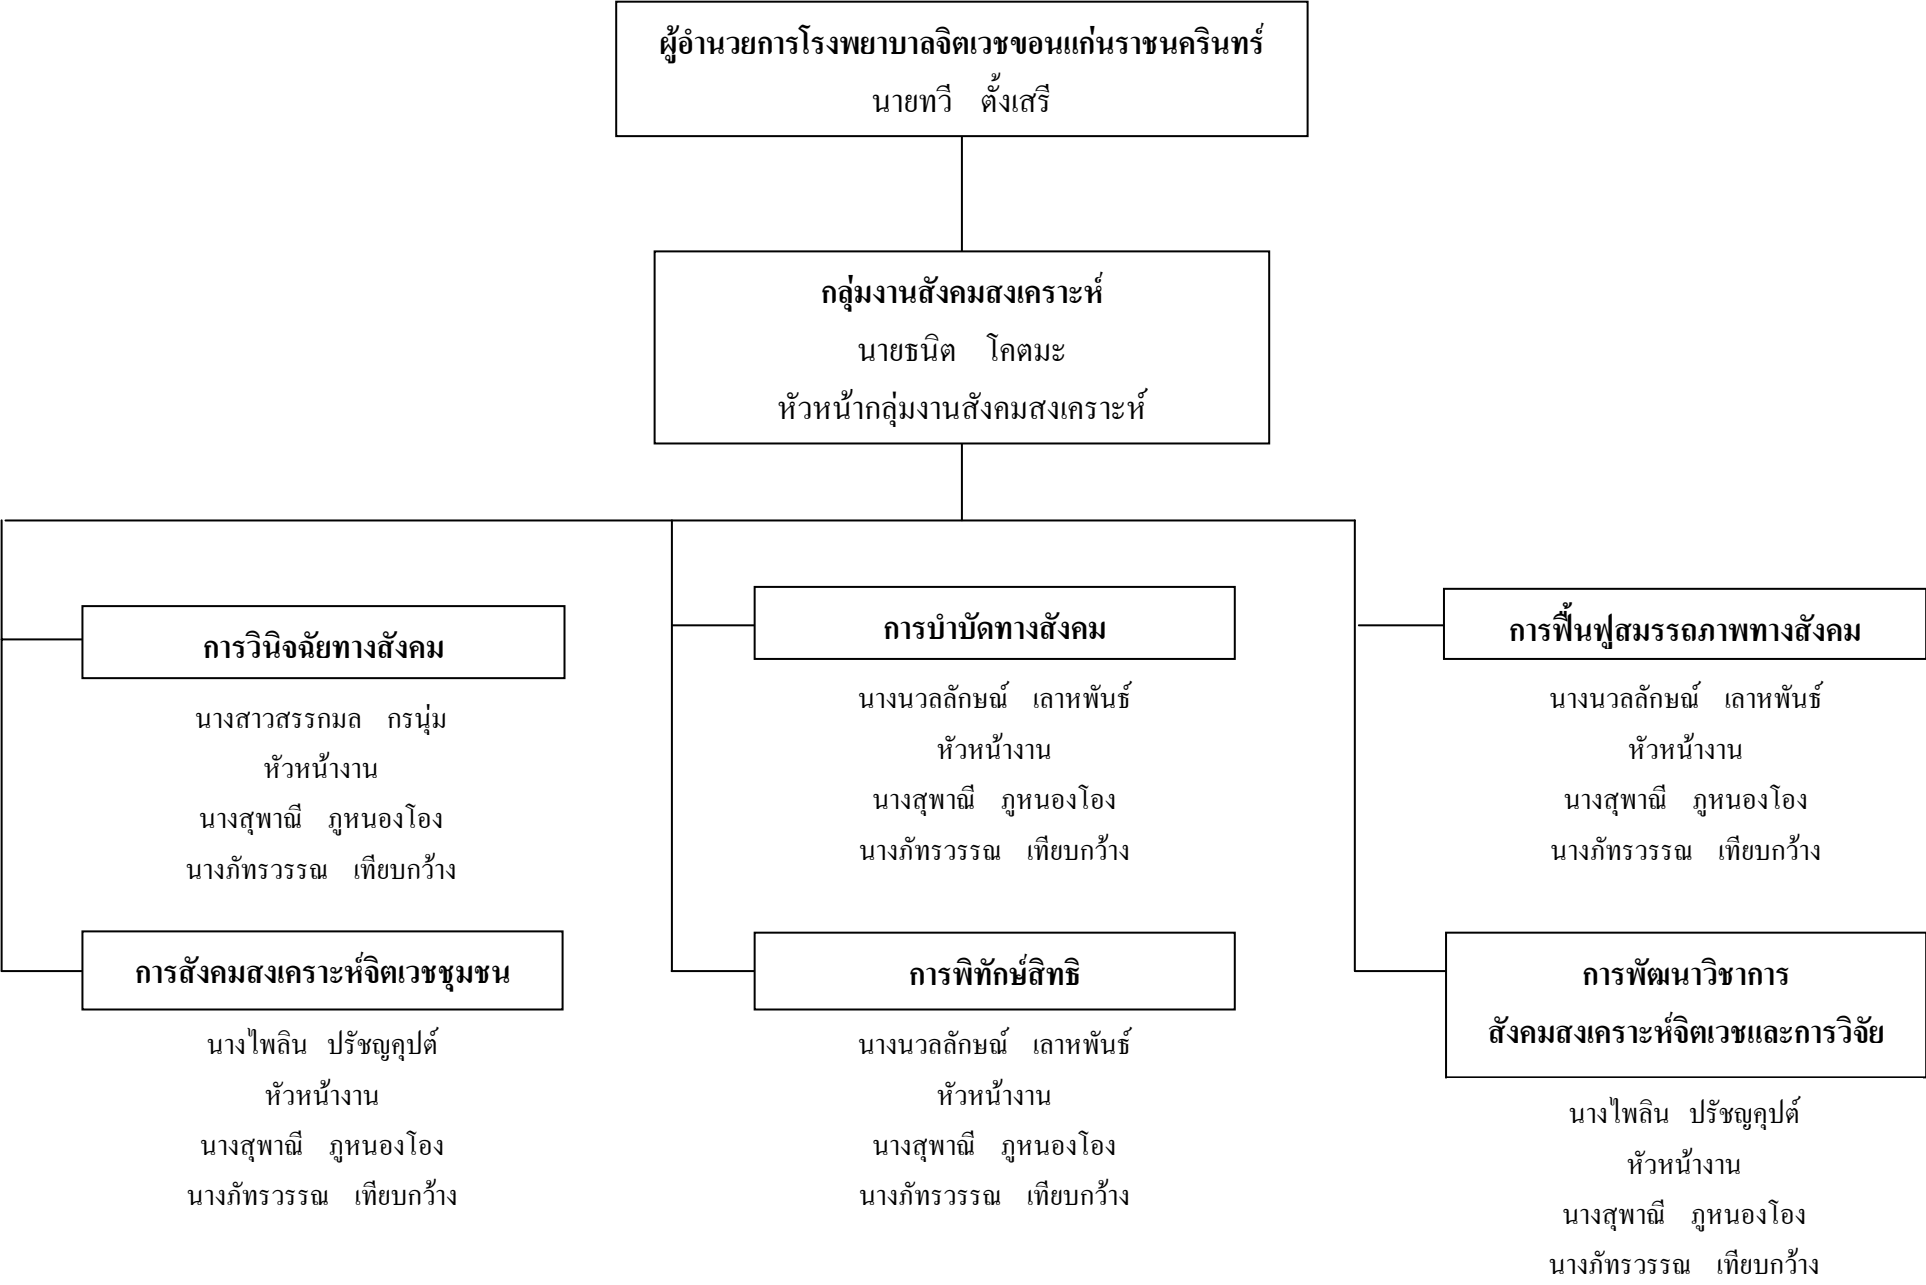 ผู้อำนวยการโรงพยาบาลจิตเวชขอนแก่นราชนครินทร์
นายทวี ตั้งเสรี
กลุ่มงานสังคมสงเคราะห์
นายธนิต โคตมะ
หัวหน้ากลุ่มงานสังคมสงเคราะห์
การวินิจฉัยทางสังคม
นางสาวสรรกมล กรนุ่ม
หัวหน้างาน
นางสุพาณี ภูหนองโอง
นางภัทรวรรณ เทียบกว้าง
การบำบัดทางสังคม
นางนวลลักษณ์ เลาหพันธ์
หัวหน้างาน
นางสุพาณี ภูหนองโอง
นางภัทรวรรณ เทียบกว้าง
การฟื้นฟูสมรรถภาพทางสังคม
นางนวลลักษณ์ เลาหพันธ์
หัวหน้างาน
นางสุพาณี ภูหนองโอง
นางภัทรวรรณ เทียบกว้าง
การสังคมสงเคราะห์จิตเวชชุมชน
นางไพลิน ปรัชญคุปต์
หัวหน้างาน
นางสุพาณี ภูหนองโอง
นางภัทรวรรณ เทียบกว้าง
การพิทักษ์สิทธิ
นางนวลลักษณ์ เลาหพันธ์
หัวหน้างาน
นางสุพาณี ภูหนองโอง
นางภัทรวรรณ เทียบกว้าง
การพัฒนาวิชาการ
สังคมสงเคราะห์จิตเวชและการวิจัย
นางไพลิน ปรัชญคุปต์
หัวหน้างาน
นางสุพาณี ภูหนองโอง
นางภัทรวรรณ เทียบกว้าง